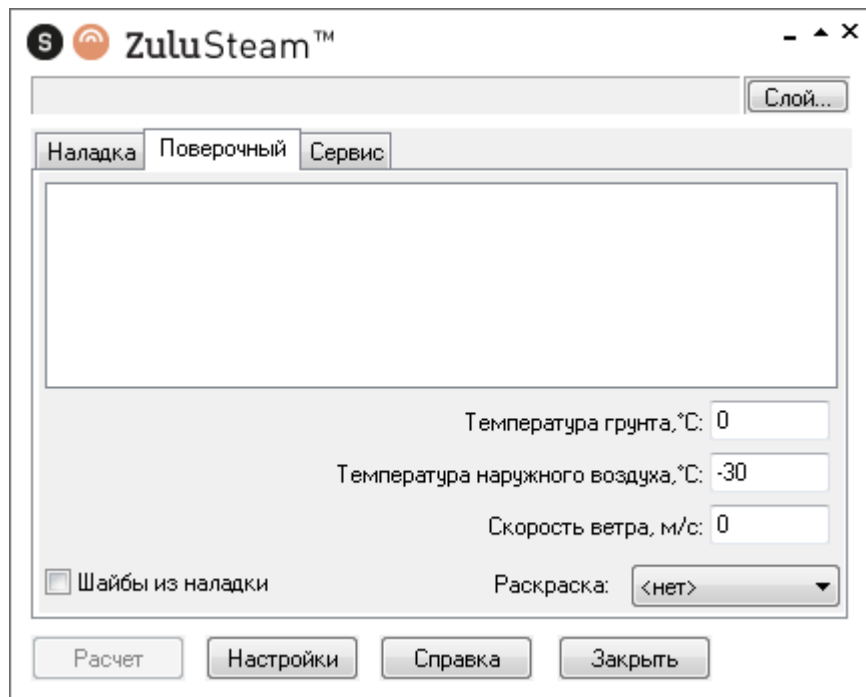 S ZuluSteam™
Слой...
Наладка Поверочный Сервис
Температура грунта,°C: 0
Температура наружного воздуха,°C: -30
Скорость ветра, м/с: 0
Шайбы из наладки Раскраска: <нет>
Расчет Настройки Справка Закрыть